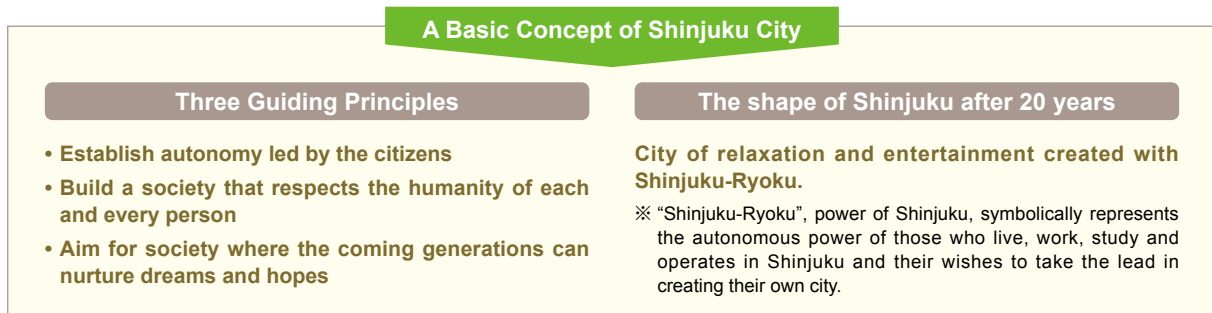 A Basic Concept of Shinjuku City
Three Guiding Principles
• Establish autonomy led by the citizens
• Build a society that respects the humanity of each
and every person
• Aim for society where the coming generations can
nurture dreams and hopes
The shape of Shinjuku after 20 years
City of relaxation and entertainment created with
Shinjuku-Ryoku.
※ “Shinjuku-Ryoku”, power of Shinjuku, symbolically represents
the autonomous power of those who live, work, study and
operates in Shinjuku and their wishes to take the lead in
creating their own city.